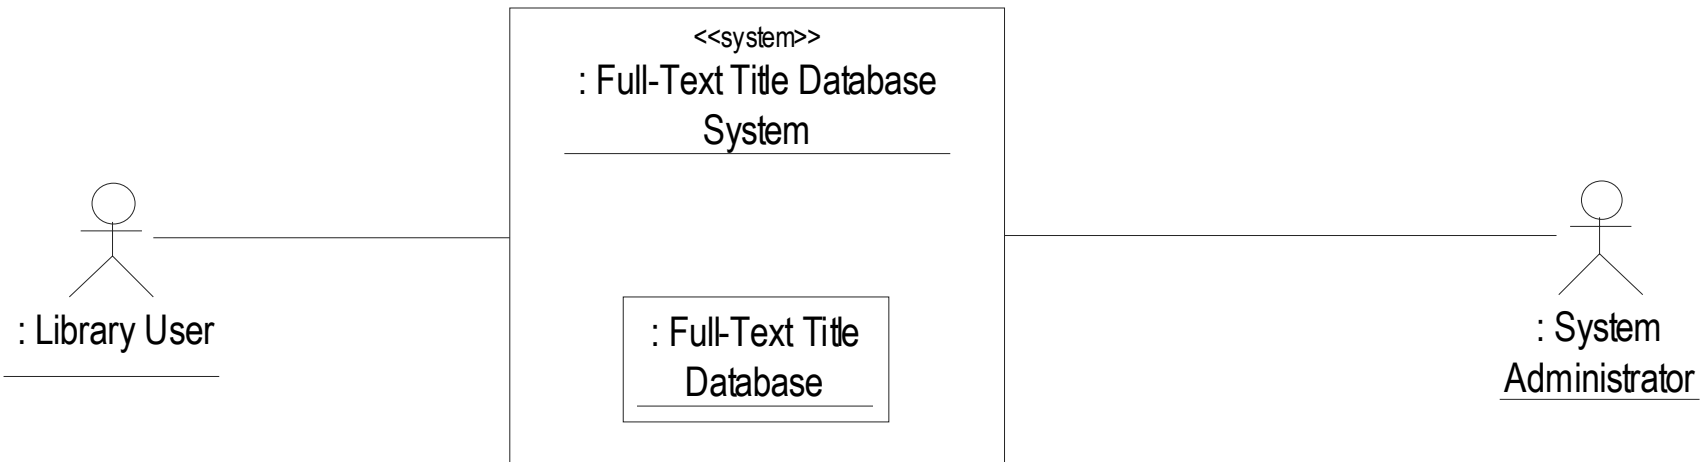 <<system>>
: Full-Text Title Database
System
: Library User
: Full-Text Title
Database
: System
Administrator